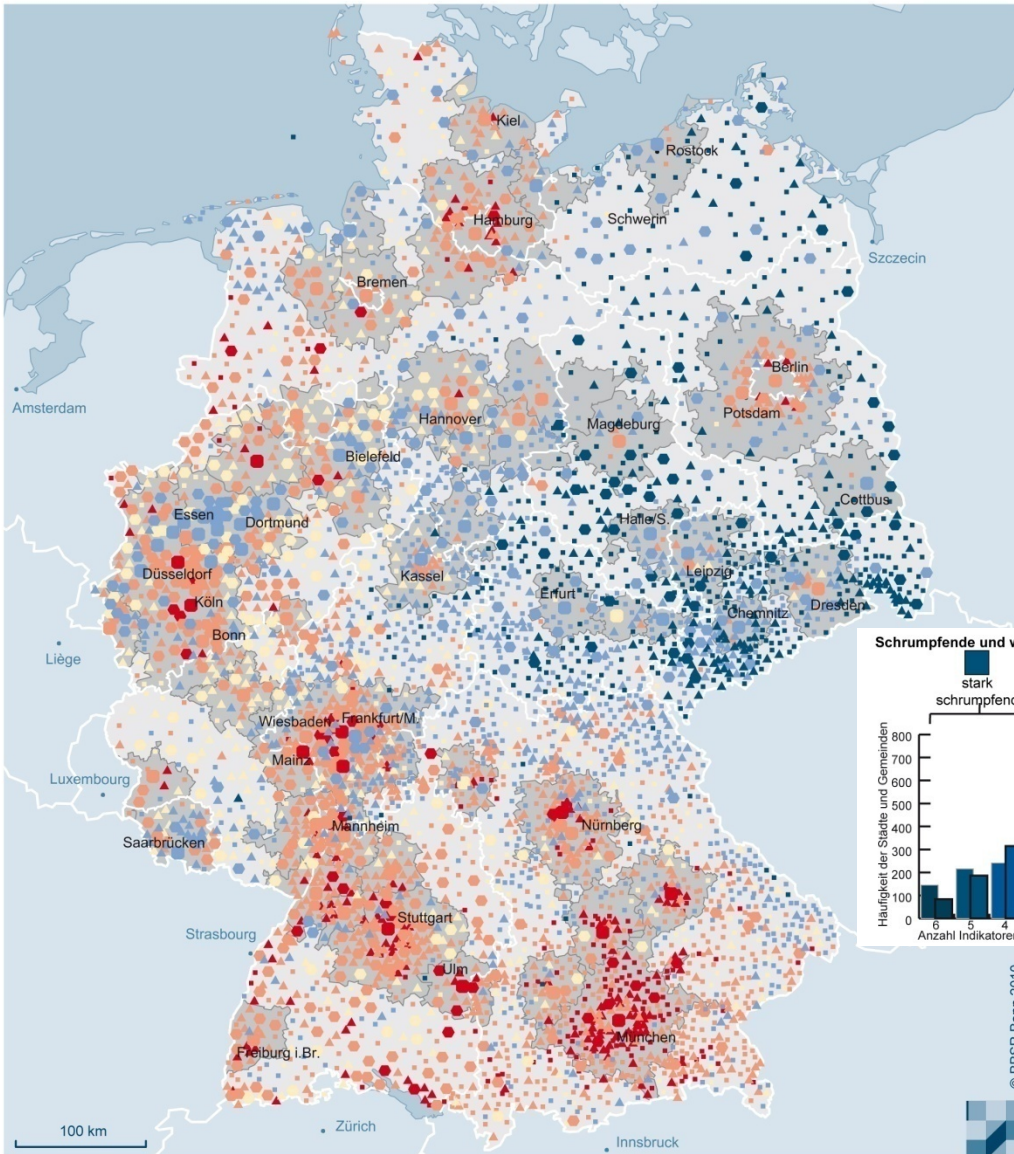 Kiel
Rostock
Hamburg
Schwerin
Szczecin
Bremen
Berlin
Amsterdam
Potsdam
Hannover
Magdeburg
Bielefeld
Cottbus
Essen
Dortmund
Halle/S.
Düsseldorf
Kassel
Leipzig
Erfurt
Köln
Dresden
Chemnitz
Bonn
Liège
Schrumpfende und w
stark
schrumpfend
Wiesbaden
Frankfurt/M.
Mainz
Luxembourg
800
700
600
500
400
300
200
100
0
Häufigkeit der Städte und Gemeinden
6 5 4
Anzahl Indikatoren
Mannheim
Nürnberg
Saarbrücken
Stuttgart
Strasbourg
Ulm
München
Freiburg i.Br.
100 km
Zürich
Innsbruck